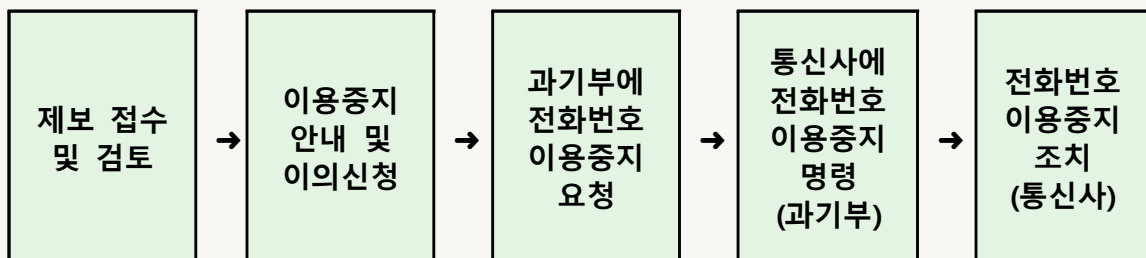 제보 접수
및 검토
➜
이용중지
안내 및
이의신청
➜
과기부에
전화번호
이용중지
요청
➜
통신사에
전화번호
이용중지
명령
(과기부)
➜
전화번호
이용중지
조치
(통신사)